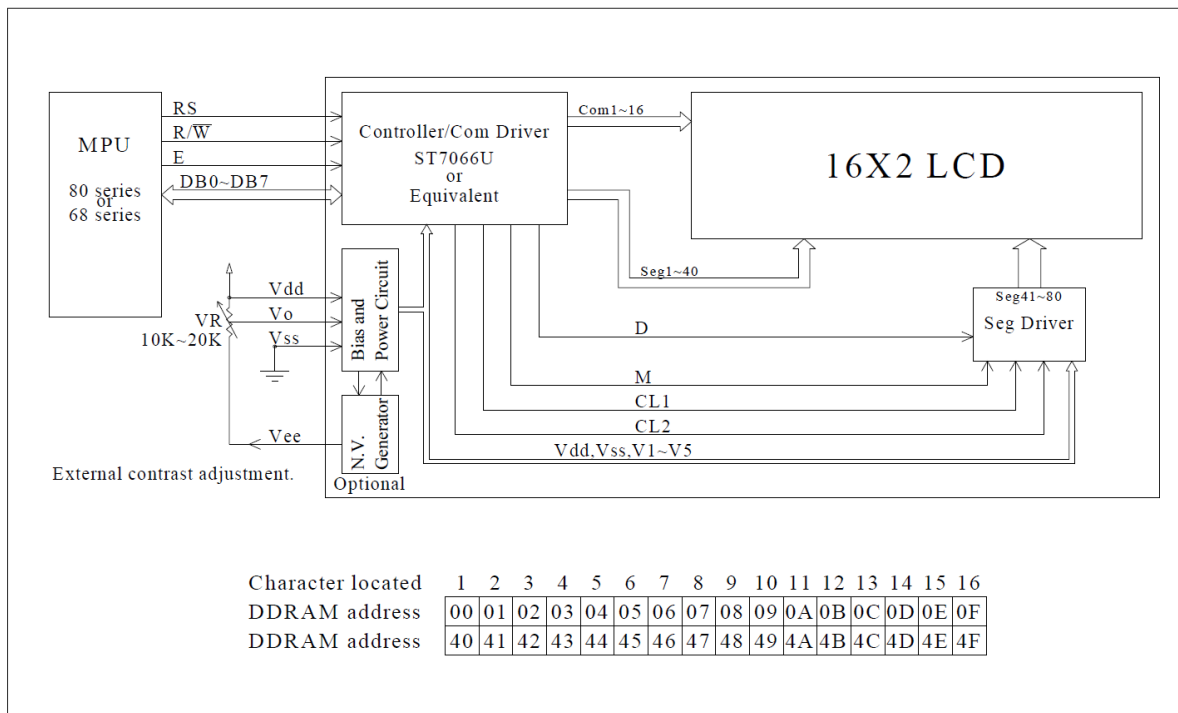 RS
R/W̅
E
DB0~DB7
MPU
80 series
or
68 series
Controller/Com Driver
ST7066U
or
Equivalent
Com1~16
16X2 LCD
Seg1~40
Seg41~80
Seg Driver
Vdd
Vo
Vss
VR
10K~20K
Bias and
Power Circuit
D
M
CL1
CL2
Vdd,Vss,V1~V5
Vee
N.V.
Generator
Optional
External contrast adjustment.
Character located 1 2 3 4 5 6 7 8 9 10 11 12 13 14 15 16
DDRAM address 00 01 02 03 04 05 06 07 08 09 0A 0B 0C 0D 0E 0F
DDRAM address 40 41 42 43 44 45 46 47 48 49 4A 4B 4C 4D 4E 4F